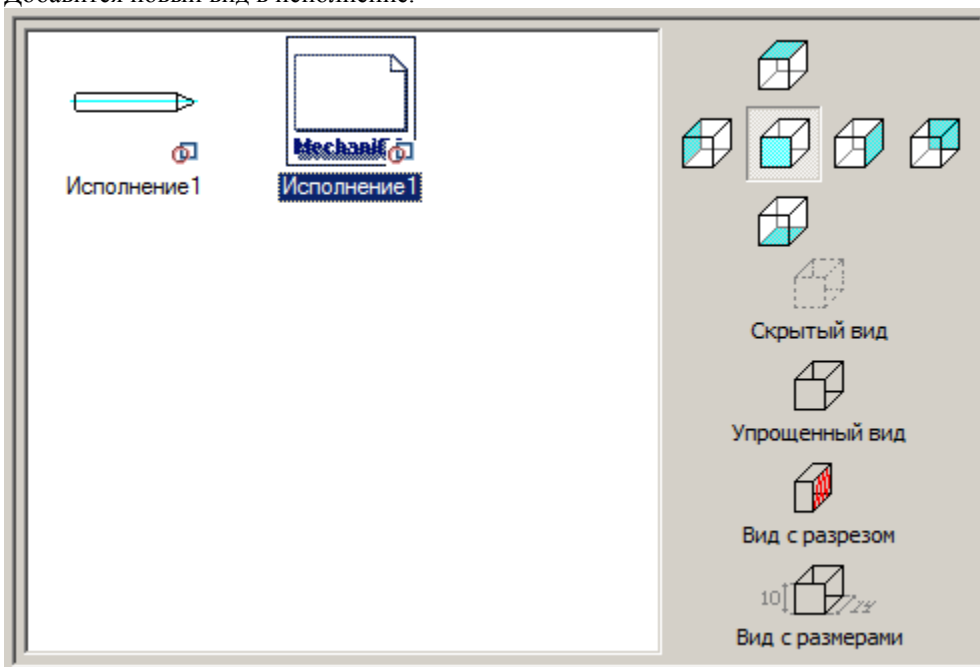 Добавится новый вид в исполнение.
Исполнение1
Исполнение1
Скрытый вид
Упрощенный вид
Вид с разрезом
10
Вид с размерами